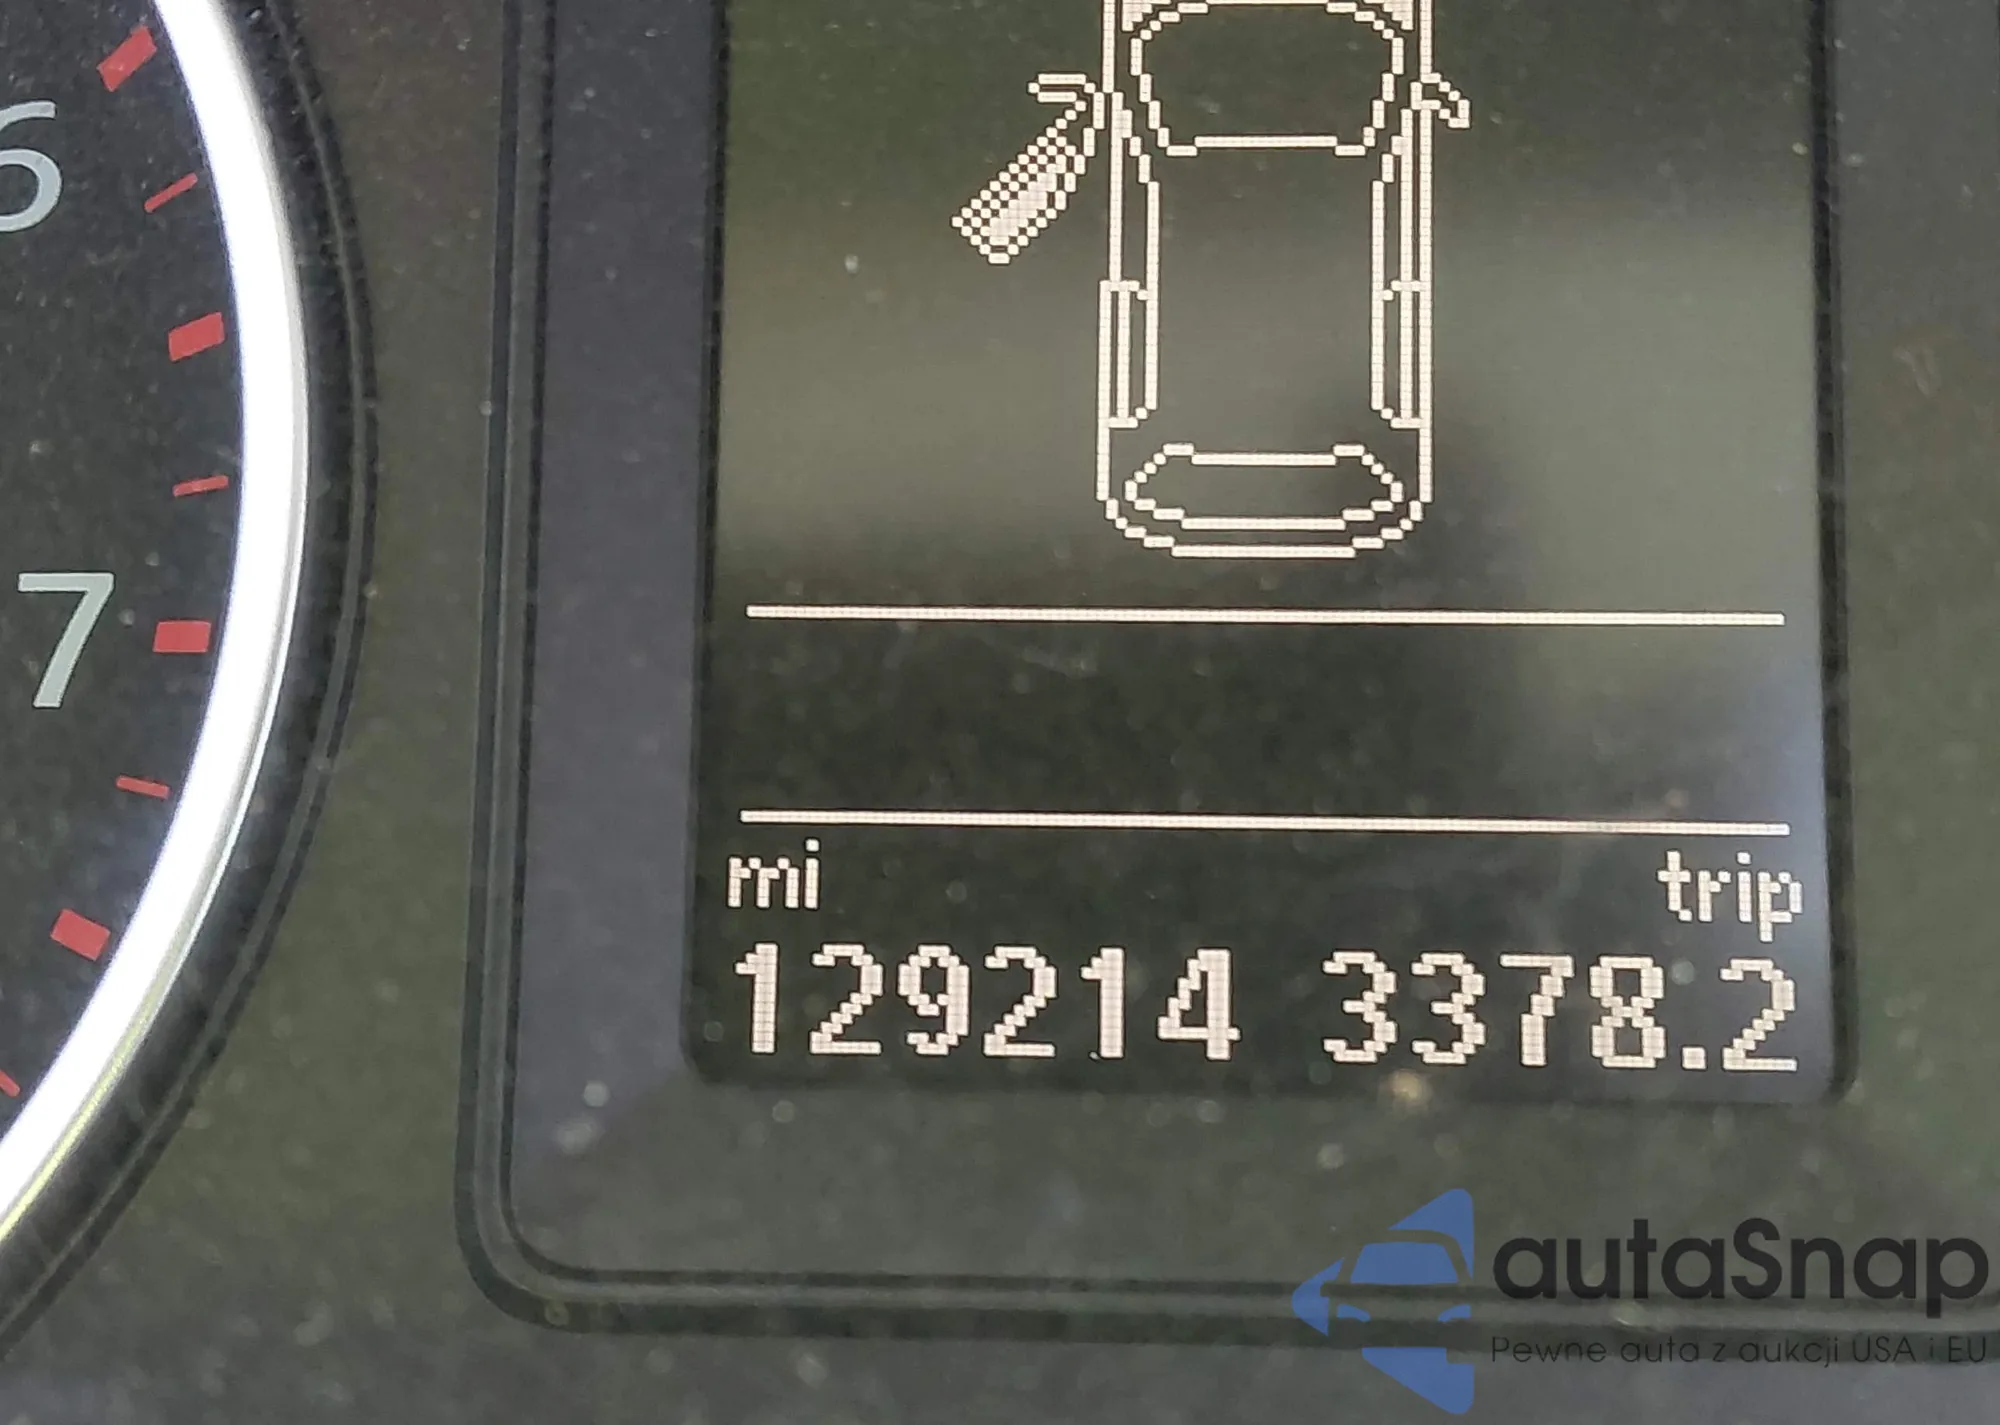 6
7
mi trip
129214 3378.2
autaSnap
Pewne auta z aukcji USA i EU